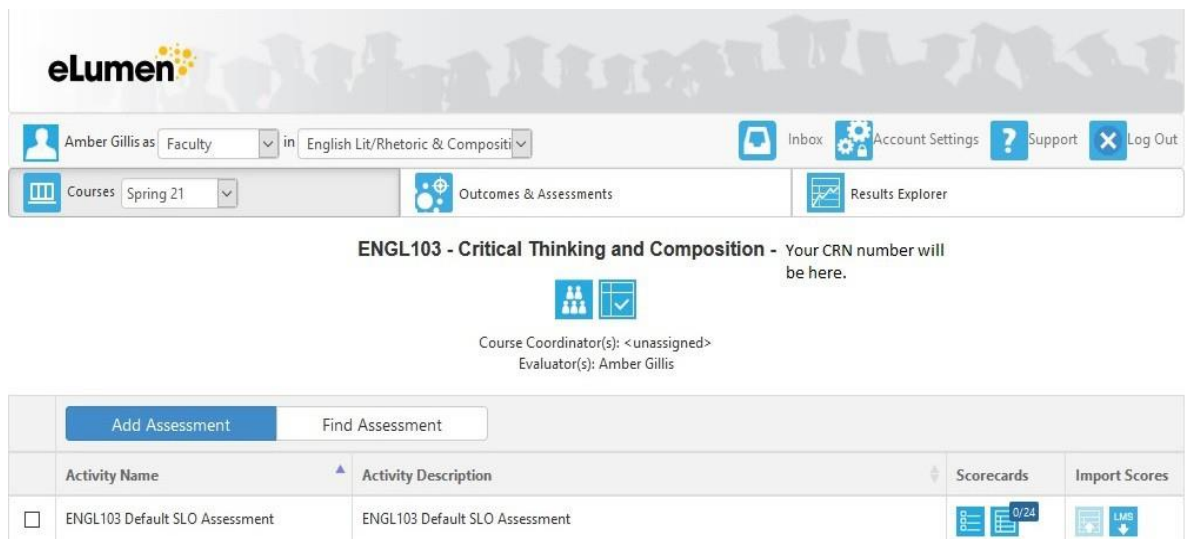 eLumen
Amber Gillis as Faculty in English Lit/Rhetoric & Compositi Inbox Account Settings ? Support Log Out
Courses Spring 21 Outcomes & Assessments Results Explorer
ENGL103 - Critical Thinking and Composition - Your CRN number will
be here.
Course Coordinator(s): <unassigned>
Evaluator(s): Amber Gillis
Add Assessment Find Assessment
Activity Name Activity Description Scorecards Import Scores
ENGL103 Default SLO Assessment ENGL103 Default SLO Assessment 0/24 LMS